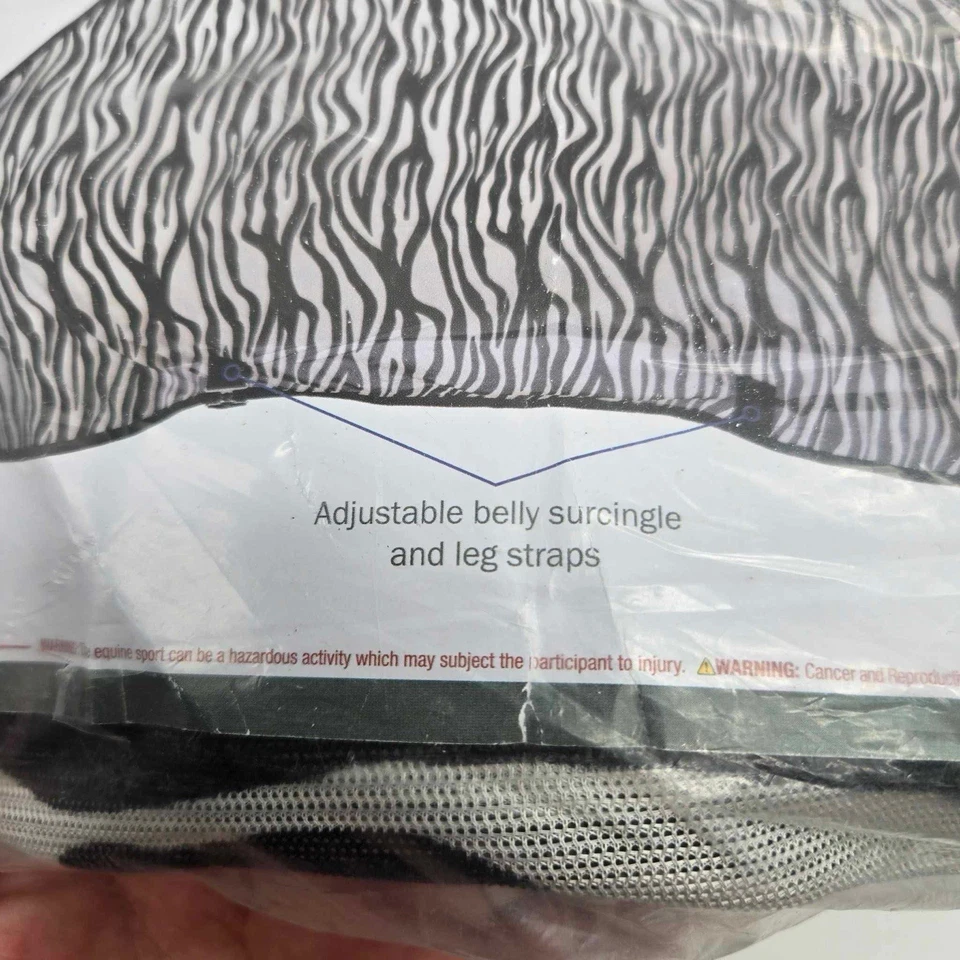 Adjustable belly surcingle
and leg straps
WARNING: equine sport can be a hazardous activity which may subject the participant to injury. ⚠WARNING: Cancer and